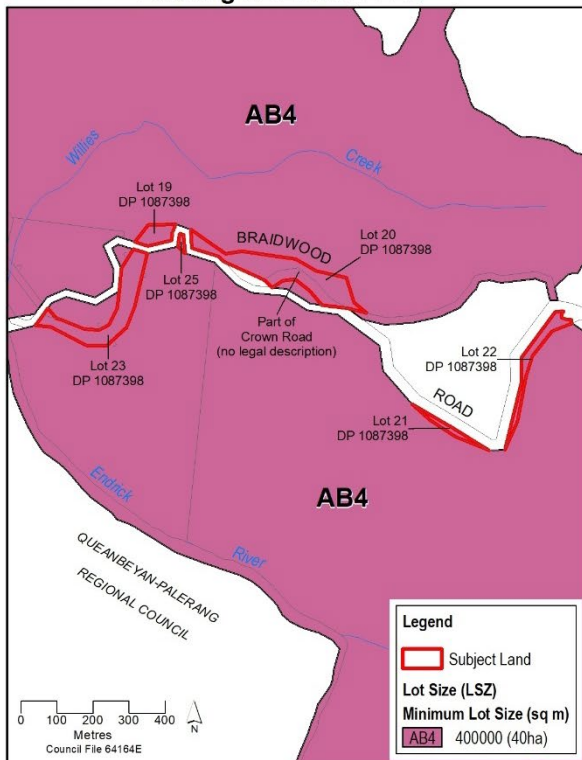 AB4
Willies
Creek
Lot 19
DP 1087398
BRAIDWOOD
Lot 20
DP 1087398
Lot 25
DP 1087398
Part of
Crown Road
(no legal description)
Lot 23
DP 1087398
Lot 22
DP 1087398
ROAD
Lot 21
DP 1087398
AB4
Endrick
River
QUEANBEYAN-PALERANG
REGIONAL COUNCIL
Legend
Subject Land
Lot Size (LSZ)
Minimum Lot Size (sq m)
AB4 400000 (40ha)
0 100 200 300 400
Metres
N
Council File 64164E